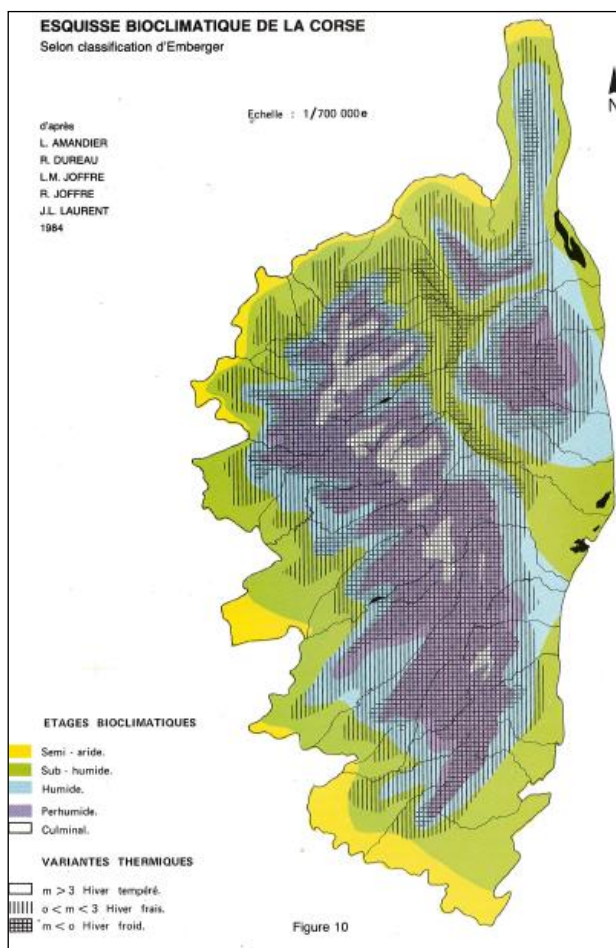 ESQUISSE BIOCLIMATIQUE DE LA CORSE
Selon classification d'Emberger
N
Echelle : 1/700 000e
d'après
L. AMANDIER
R. DUREAU
L.M. JOFFRE
R. JOFFRE
J.L. LAURENT
1984
ETAGES BIOCLIMATIQUES
Semi - aride.
Sub - humide.
Humide.
Perhumide.
Culminal.
VARIANTES THERMIQUES
m > 3 Hiver tempéré.
o < m < 3 Hiver frais.
m < o Hiver froid.
Figure 10